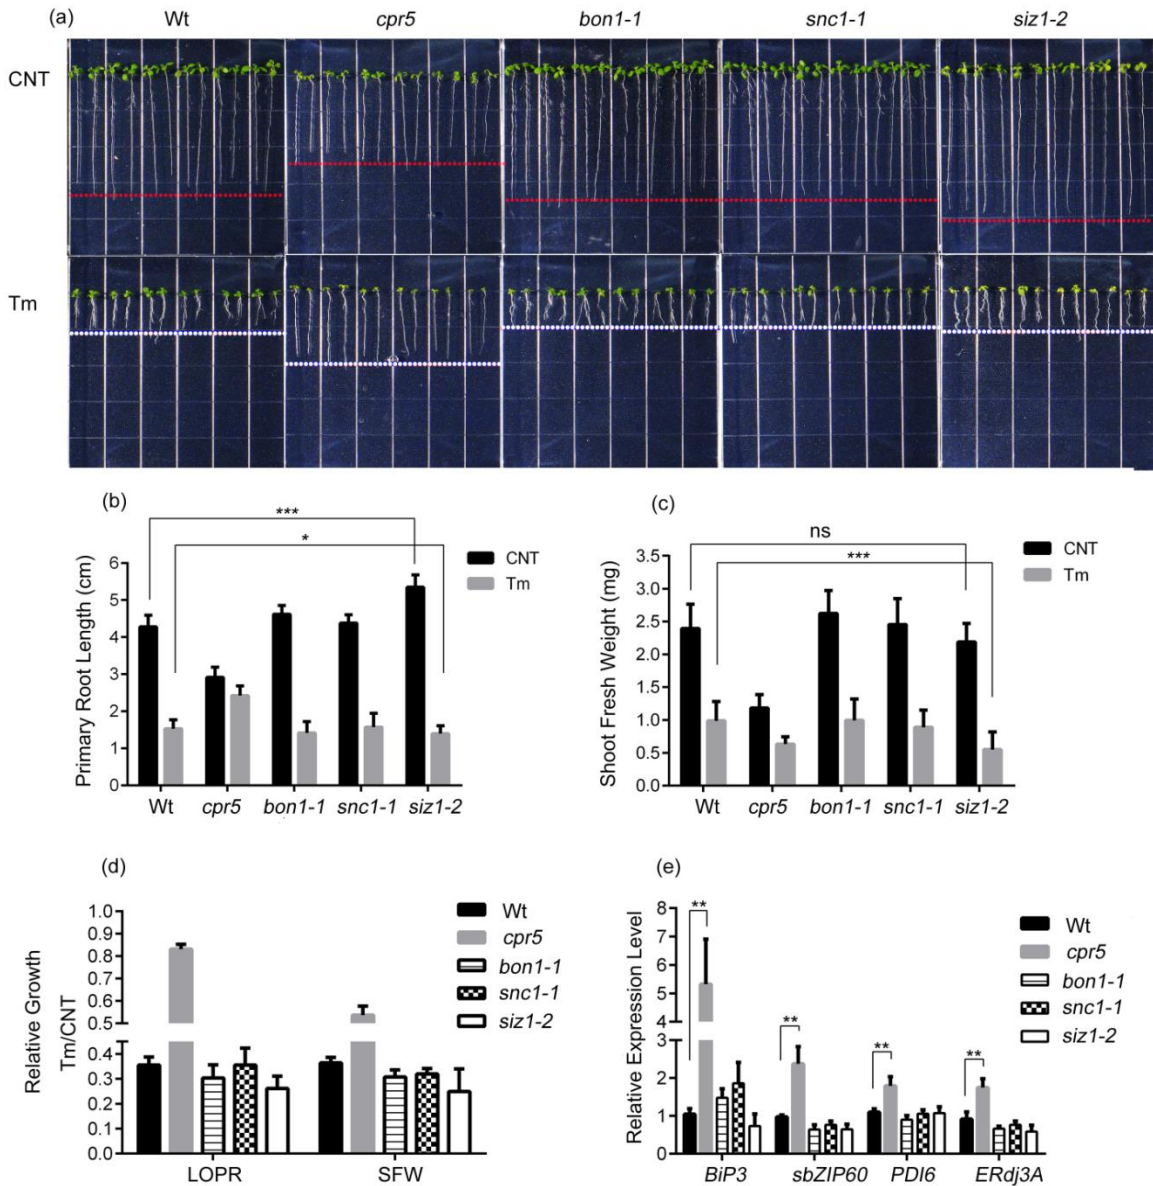 (a) Wt cpr5 bon1-1 snc1-1 siz1-2
CNT
Tm
(b)
***
*
CNT
Tm
Primary Root Length (cm)
6
5
4
3
2
1
0
Wt cpr5 bon1-1 snc1-1 siz1-2
(c)
ns
***
CNT
Tm
Shoot Fresh Weight (mg)
3.5
3.0
2.5
2.0
1.5
1.0
0.5
0.0
Wt cpr5 bon1-1 snc1-1 siz1-2
(d)
Relative Growth
Tm/CNT
1.0
0.9
0.8
0.7
0.6
0.5
0.4
0.3
0.2
0.1
0.0
Wt
cpr5
bon1-1
snc1-1
siz1-2
LOPR SFW
(e)
Relative Expression Level
8
7
6
5
4
3
2
1
0
** ** ** **
Wt
cpr5
bon1-1
snc1-1
siz1-2
BiP3 sbZIP60 PDI6 ERdj3A